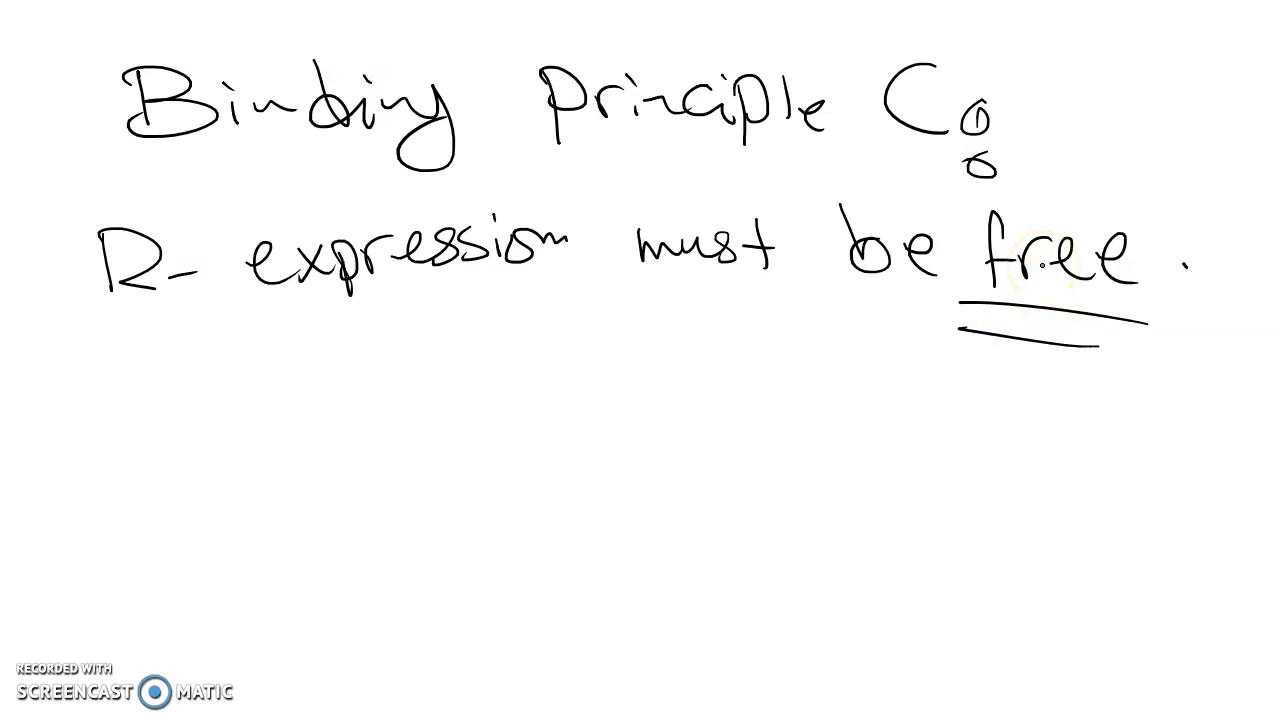 Binding Principle C:
R- expression must be free.
RECORDED WITH
SCREENCAST MATIC